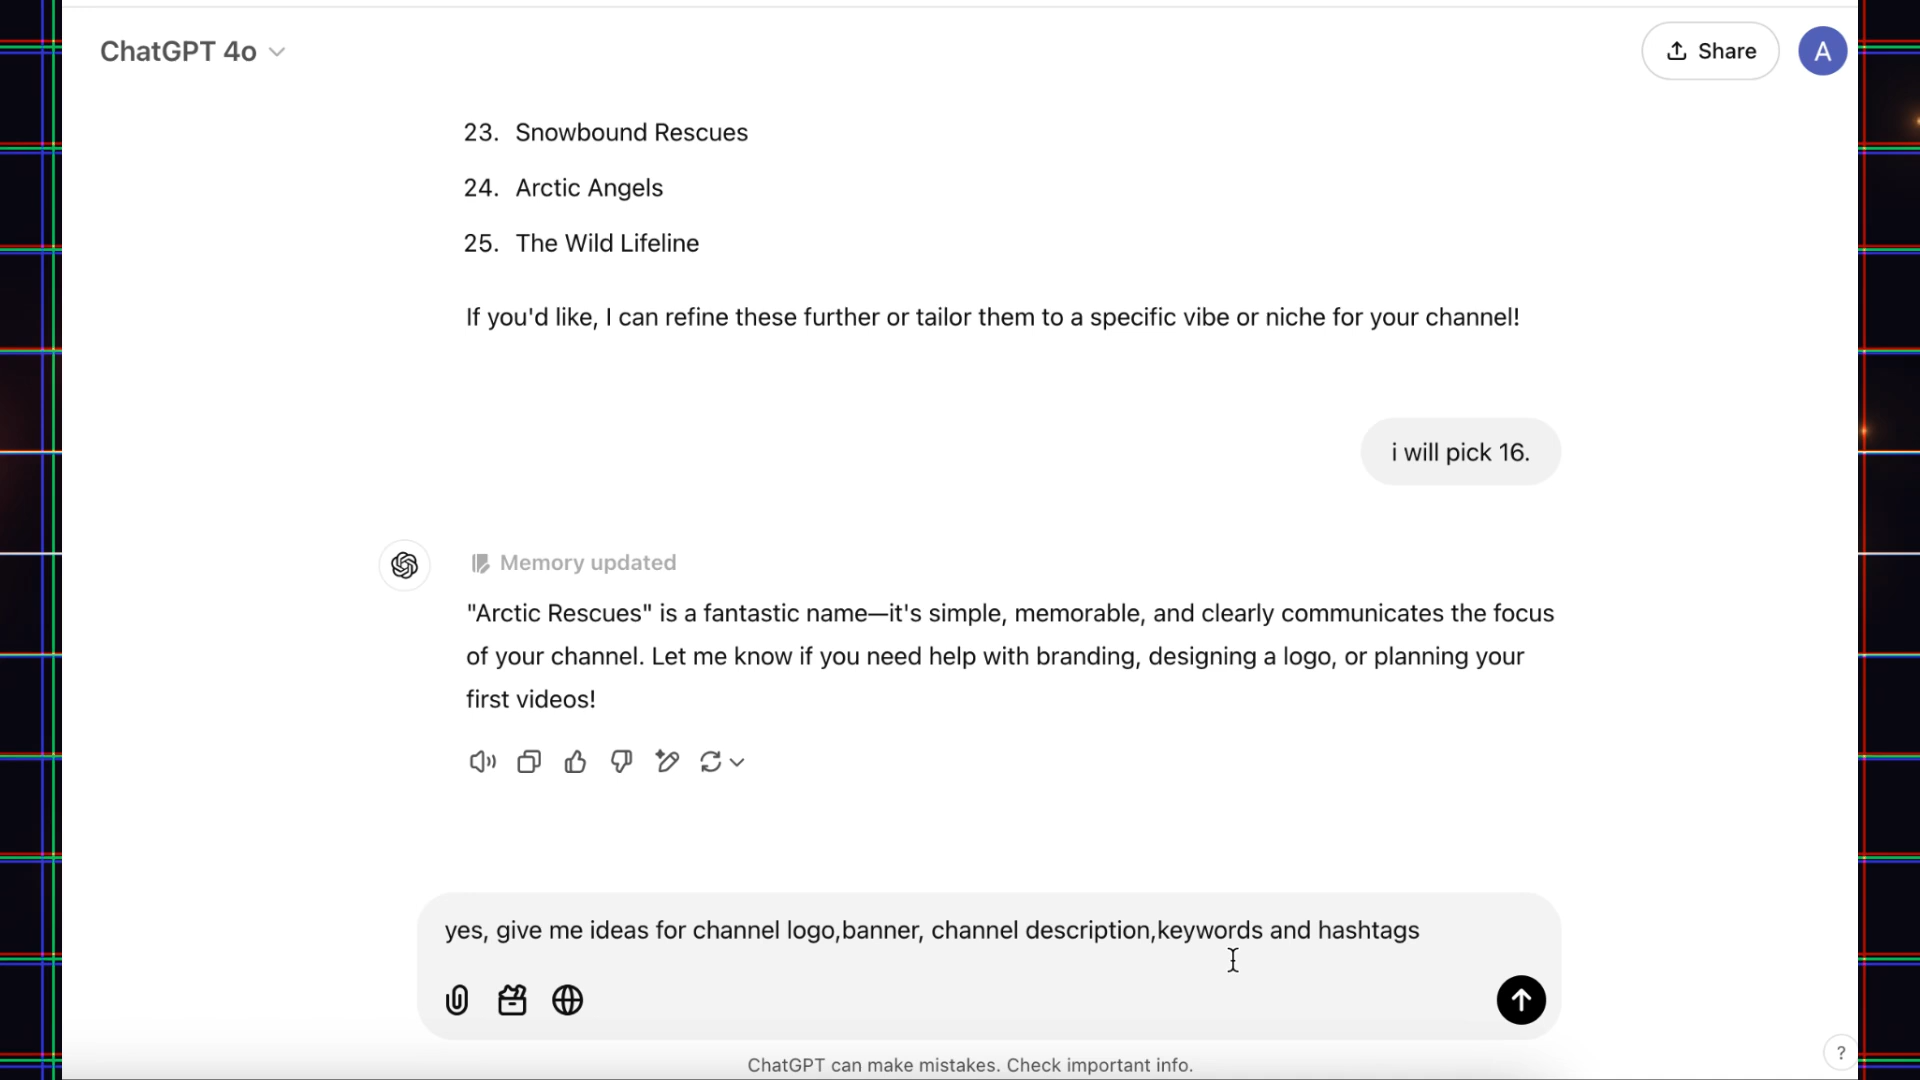 ChatGPT 4o
Share
A
23. Snowbound Rescues
24. Arctic Angels
25. The Wild Lifeline
If you'd like, I can refine these further or tailor them to a specific vibe or niche for your channel!
i will pick 16.
Memory updated
"Arctic Rescues" is a fantastic name—it's simple, memorable, and clearly communicates the focus
of your channel. Let me know if you need help with branding, designing a logo, or planning your
first videos!
yes, give me ideas for channel logo,banner, channel description,keywords and hashtags
ChatGPT can make mistakes. Check important info.
?